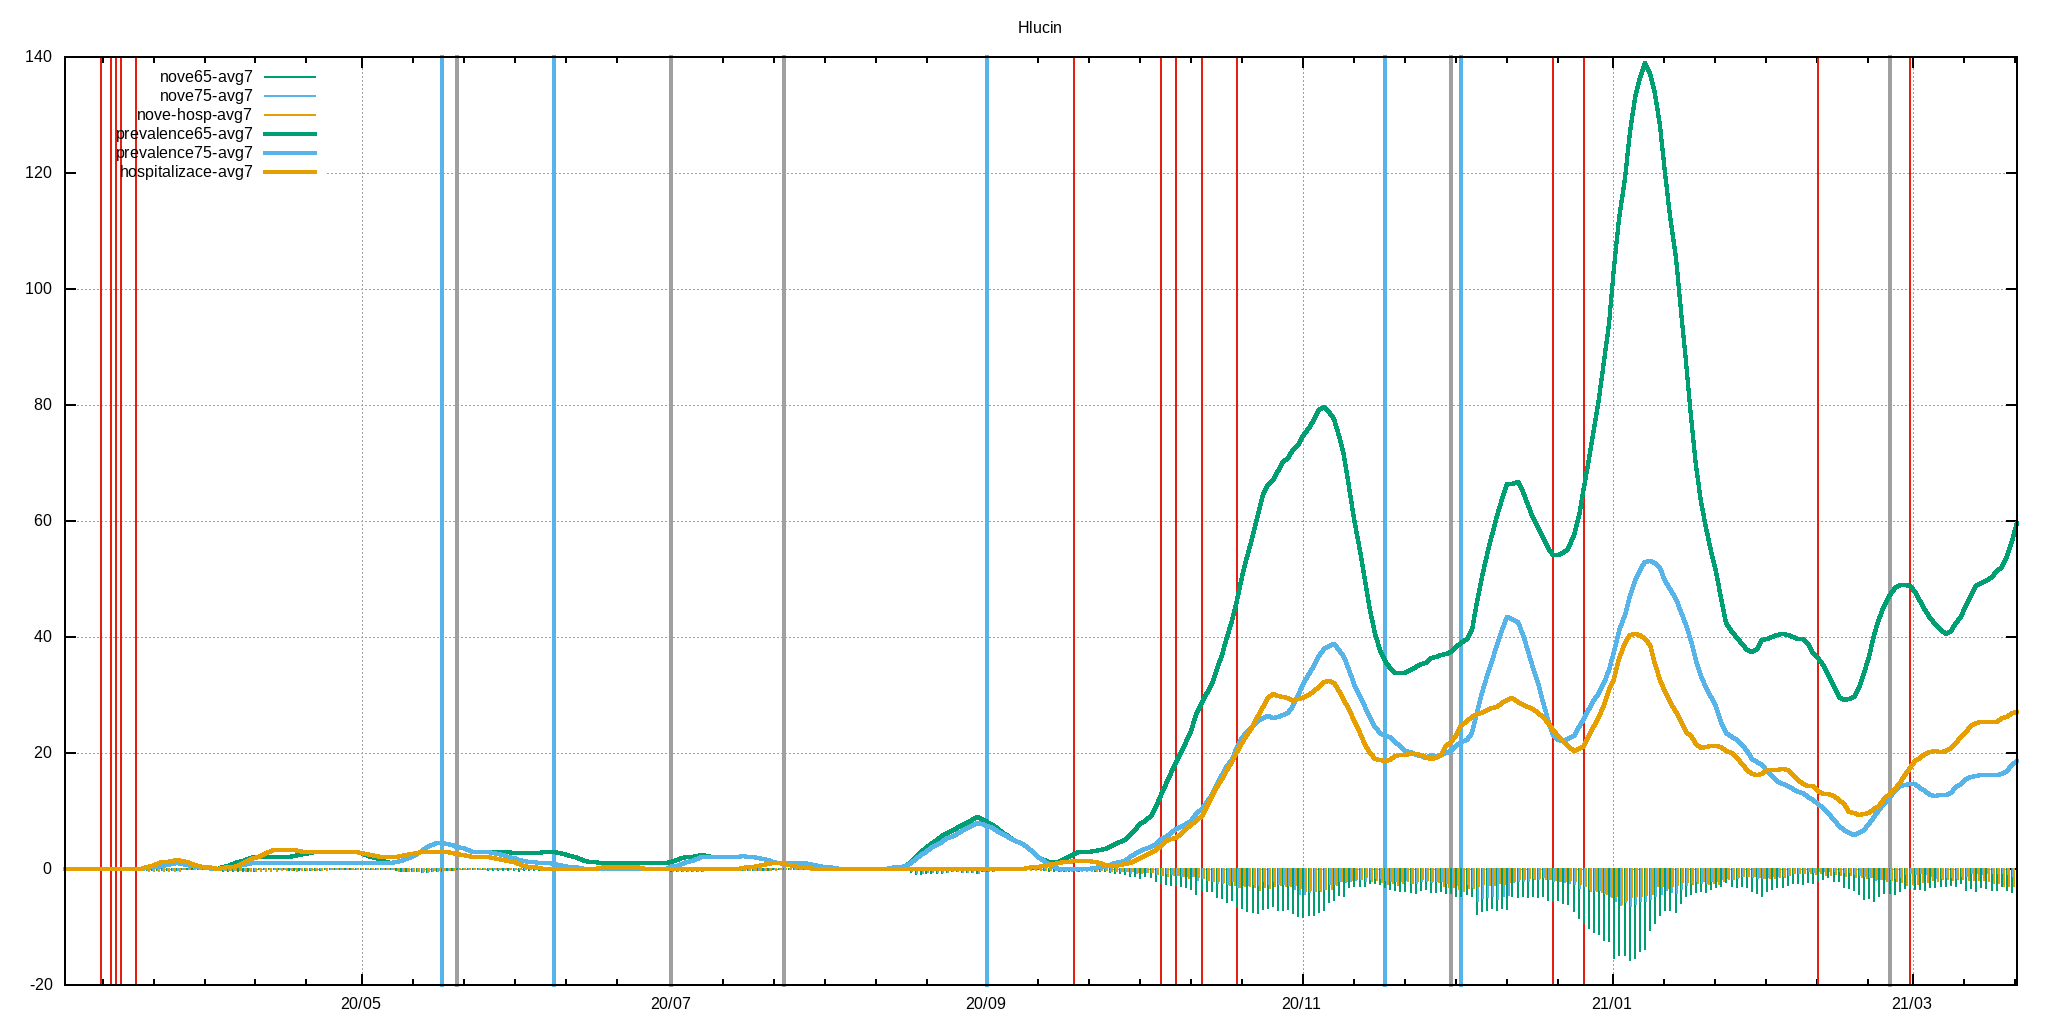 Hlucin
140
120
100
80
60
40
20
0
-20
nove65-avg7
nove75-avg7
nove-hosp-avg7
prevalence65-avg7
prevalence75-avg7
hospitalizace-avg7
20/05 20/07 20/09 20/11 21/01 21/03